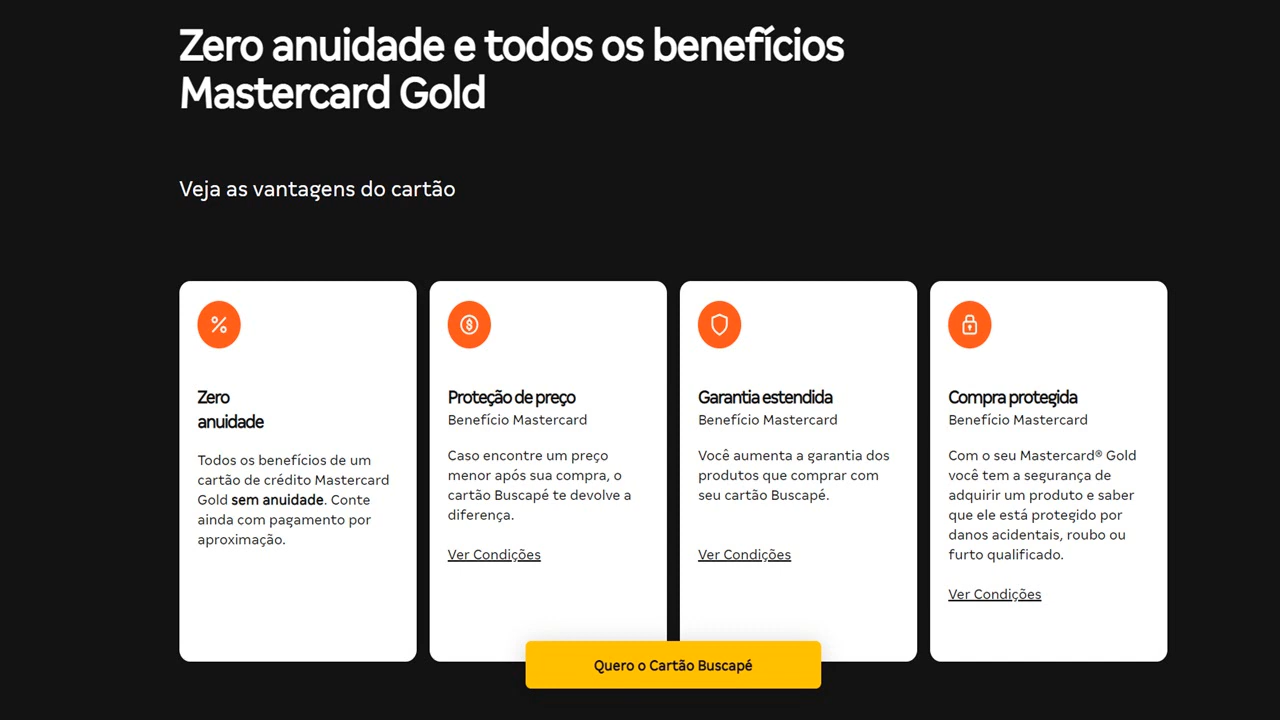 Zero anuidade e todos os benefícios
Mastercard Gold
Veja as vantagens do cartão
Zero
anuidade
Todos os benefícios de um
cartão de crédito Mastercard
Gold sem anuidade. Conte
ainda com pagamento por
aproximação.
Proteção de preço
Benefício Mastercard
Caso encontre um preço
menor após sua compra, o
cartão Buscapé te devolve a
diferença.
Ver Condições
Garantia estendida
Benefício Mastercard
Você aumenta a garantia dos
produtos que comprar com
seu cartão Buscapé.
Ver Condições
Compra protegida
Benefício Mastercard
Com o seu Mastercard® Gold
você tem a segurança de
adquirir um produto e saber
que ele está protegido por
danos acidentais, roubo ou
furto qualificado.
Ver Condições
Quero o Cartão Buscapé